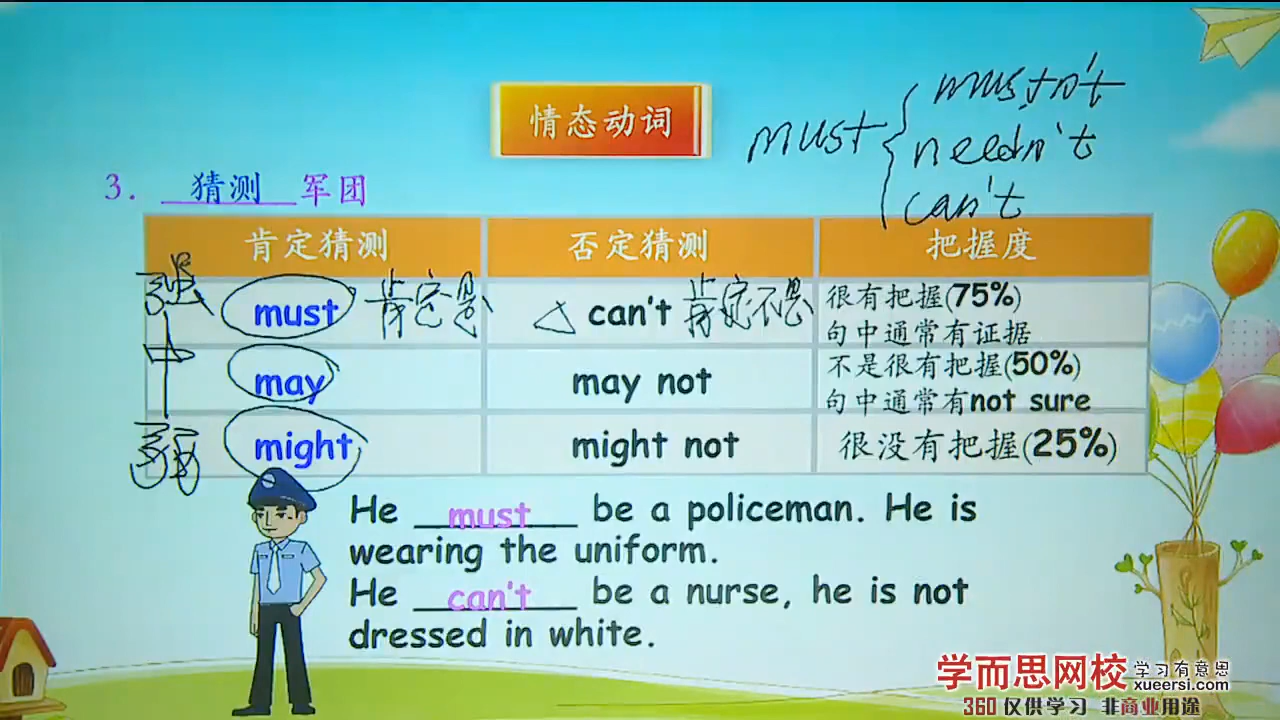 情态动词
must { mustn't
needn't
can't
3. 猜测 军团
肯定猜测 否定猜测 把握度
强 must 肯定是 △ can't 肯定不是 很有把握(75%)
句中通常有证据
中 may may not 不是很有把握(50%)
句中通常有not sure
弱 might might not 很没有把握(25%)
He must be a policeman. He is
wearing the uniform.
He can't be a nurse, he is not
dressed in white.
学而思网校 学习有意思
xueersi.com
360 仅供学习 非商业用途